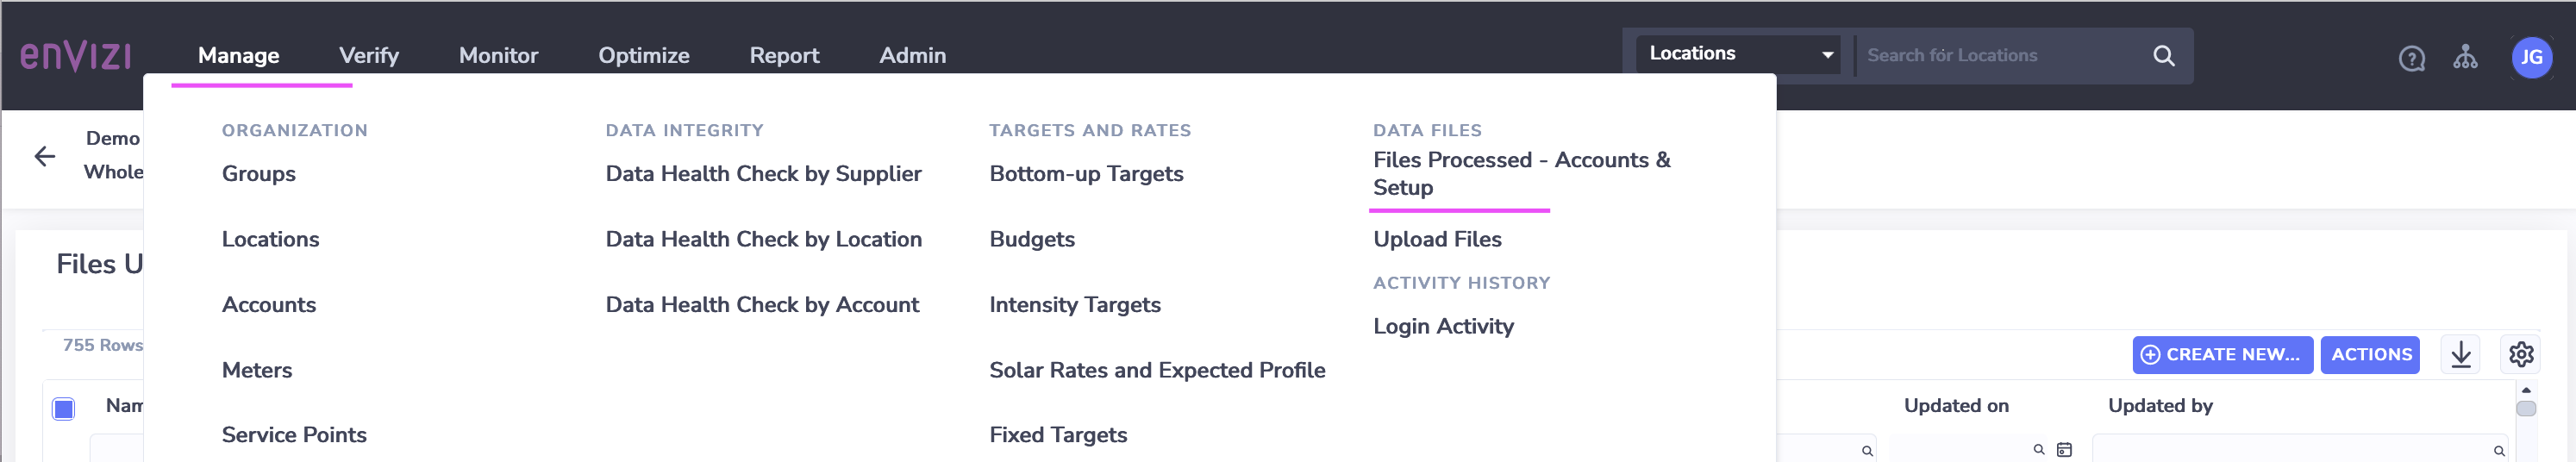 enVizi
Manage Verify Monitor Optimize Report Admin
Locations
Search for Locations
JG
Demo
Whole
Files U
755 Rows
Nam
ORGANIZATION
Groups
Locations
Accounts
Meters
Service Points
DATA INTEGRITY
Data Health Check by Supplier
Data Health Check by Location
Data Health Check by Account
TARGETS AND RATES
Bottom-up Targets
Budgets
Intensity Targets
Solar Rates and Expected Profile
Fixed Targets
DATA FILES
Files Processed - Accounts &
Setup
Upload Files
ACTIVITY HISTORY
Login Activity
CREATE NEW... ACTIONS
Updated on Updated by